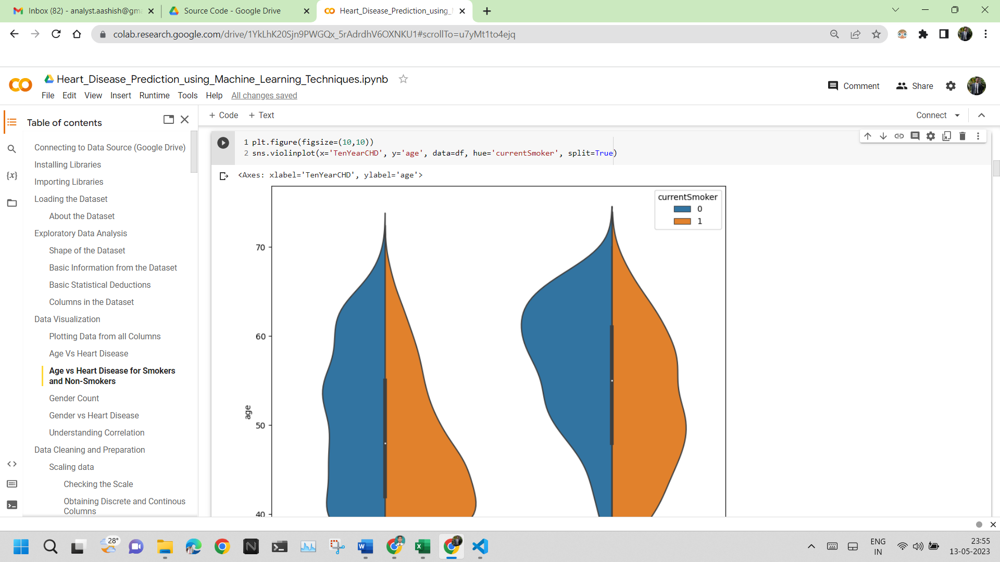 Inbox (82) - analyst.aashish@gm
Source Code - Google Drive
Heart_Disease_Prediction_using_
colab.research.google.com/drive/1YkLhK20Sjn9PWGQx_5rAdrdhV6OXNKU1#scrollTo=u7yMt1to4ejq
Heart_Disease_Prediction_using_Machine_Learning_Techniques.ipynb
File Edit View Insert Runtime Tools Help All changes saved
Comment Share
+ Code + Text
Connect
Table of contents
Connecting to Data Source (Google Drive)
Installing Libraries
Importing Libraries
Loading the Dataset
About the Dataset
Exploratory Data Analysis
Shape of the Dataset
Basic Information from the Dataset
Basic Statistical Deductions
Columns in the Dataset
Data Visualization
Plotting Data from all Columns
Age Vs Heart Disease
Age vs Heart Disease for Smokers
and Non-Smokers
Gender Count
Gender vs Heart Disease
Understanding Correlation
Data Cleaning and Preparation
Scaling data
Checking the Scale
Obtaining Discrete and Continous
Columns
{x}
1 plt.figure(figsize=(10,10))
2 sns.violinplot(x='TenYearCHD', y='age', data=df, hue='currentSmoker', split=True)
<Axes: xlabel='TenYearCHD', ylabel='age'>
currentSmoker
0
1
70
60
50
40
age
28°
ENG
IN
23:55
13-05-2023